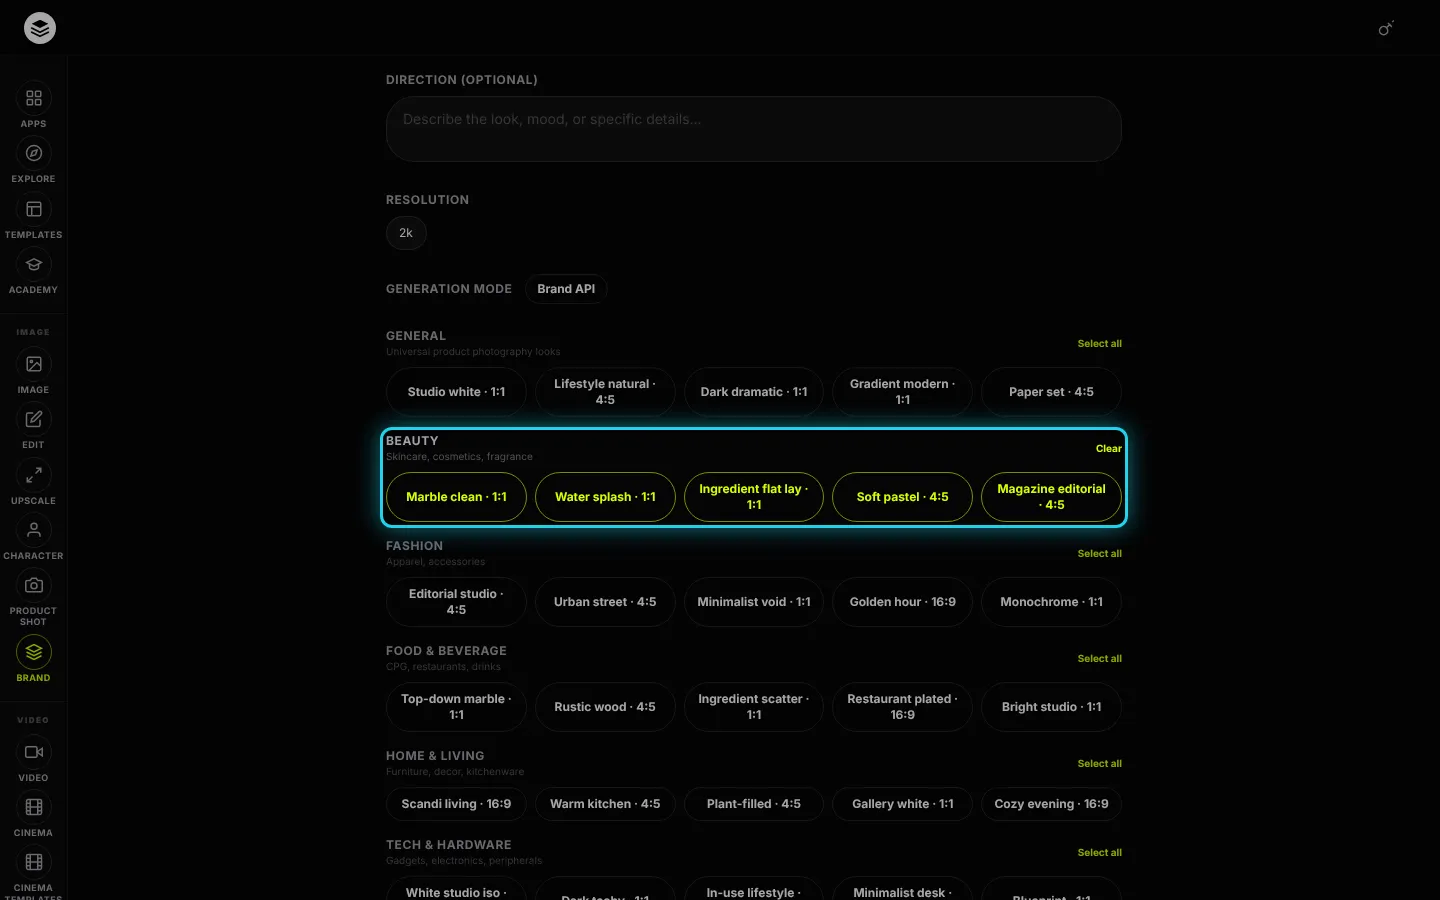 DIRECTION (OPTIONAL)
Describe the look, mood, or specific details...
RESOLUTION
2k
GENERATION MODE
Brand API
GENERAL
Universal product photography looks
Select all
Studio white · 1:1
Lifestyle natural ·
4:5
Dark dramatic · 1:1
Gradient modern ·
1:1
Paper set · 4:5
BEAUTY
Skincare, cosmetics, fragrance
Clear
Marble clean · 1:1
Water splash · 1:1
Ingredient flat lay ·
1:1
Soft pastel · 4:5
Magazine editorial
· 4:5
FASHION
Apparel, accessories
Select all
Editorial studio ·
4:5
Urban street · 4:5
Minimalist void · 1:1
Golden hour · 16:9
Monochrome · 1:1
FOOD & BEVERAGE
CPG, restaurants, drinks
Select all
Top-down marble ·
1:1
Rustic wood · 4:5
Ingredient scatter ·
1:1
Restaurant plated ·
16:9
Bright studio · 1:1
HOME & LIVING
Furniture, decor, kitchenware
Select all
Scandi living · 16:9
Warm kitchen · 4:5
Plant-filled · 4:5
Gallery white · 1:1
Cozy evening · 16:9
TECH & HARDWARE
Gadgets, electronics, peripherals
Select all
White studio iso ·
Dark techy · 1:1
In-use lifestyle ·
Minimalist desk ·
Blueprint · 1:1
APPS
EXPLORE
TEMPLATES
ACADEMY
IMAGE
IMAGE
EDIT
UPSCALE
CHARACTER
PRODUCT
SHOT
BRAND
VIDEO
VIDEO
CINEMA
CINEMA
TEMPLATES